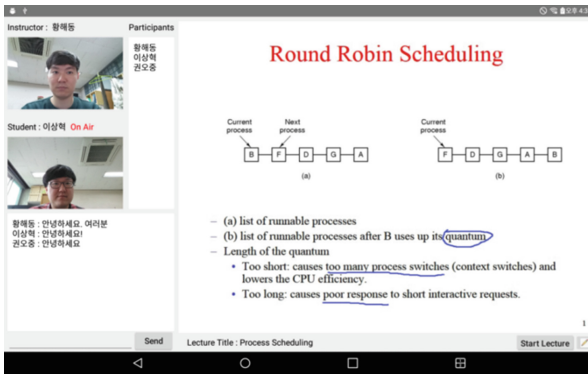 오후 4:3
Instructor : 황해동
Participants
황해동
이상혁
권오중
Student : 이상혁 On Air
황해동 : 안녕하세요. 여러분
이상혁 : 안녕하세요!
권오중 : 안녕하세요
Send
Round Robin Scheduling
Current process
Next process
B F D G A
(a)
Current process
F D G A B
(b)
– (a) list of runnable processes
– (b) list of runnable processes after B uses up its quantum
– Length of the quantum
• Too short: causes too many process switches (context switches) and
lowers the CPU efficiency.
• Too long: causes poor response to short interactive requests.
1
Lecture Title : Process Scheduling
Start Lecture